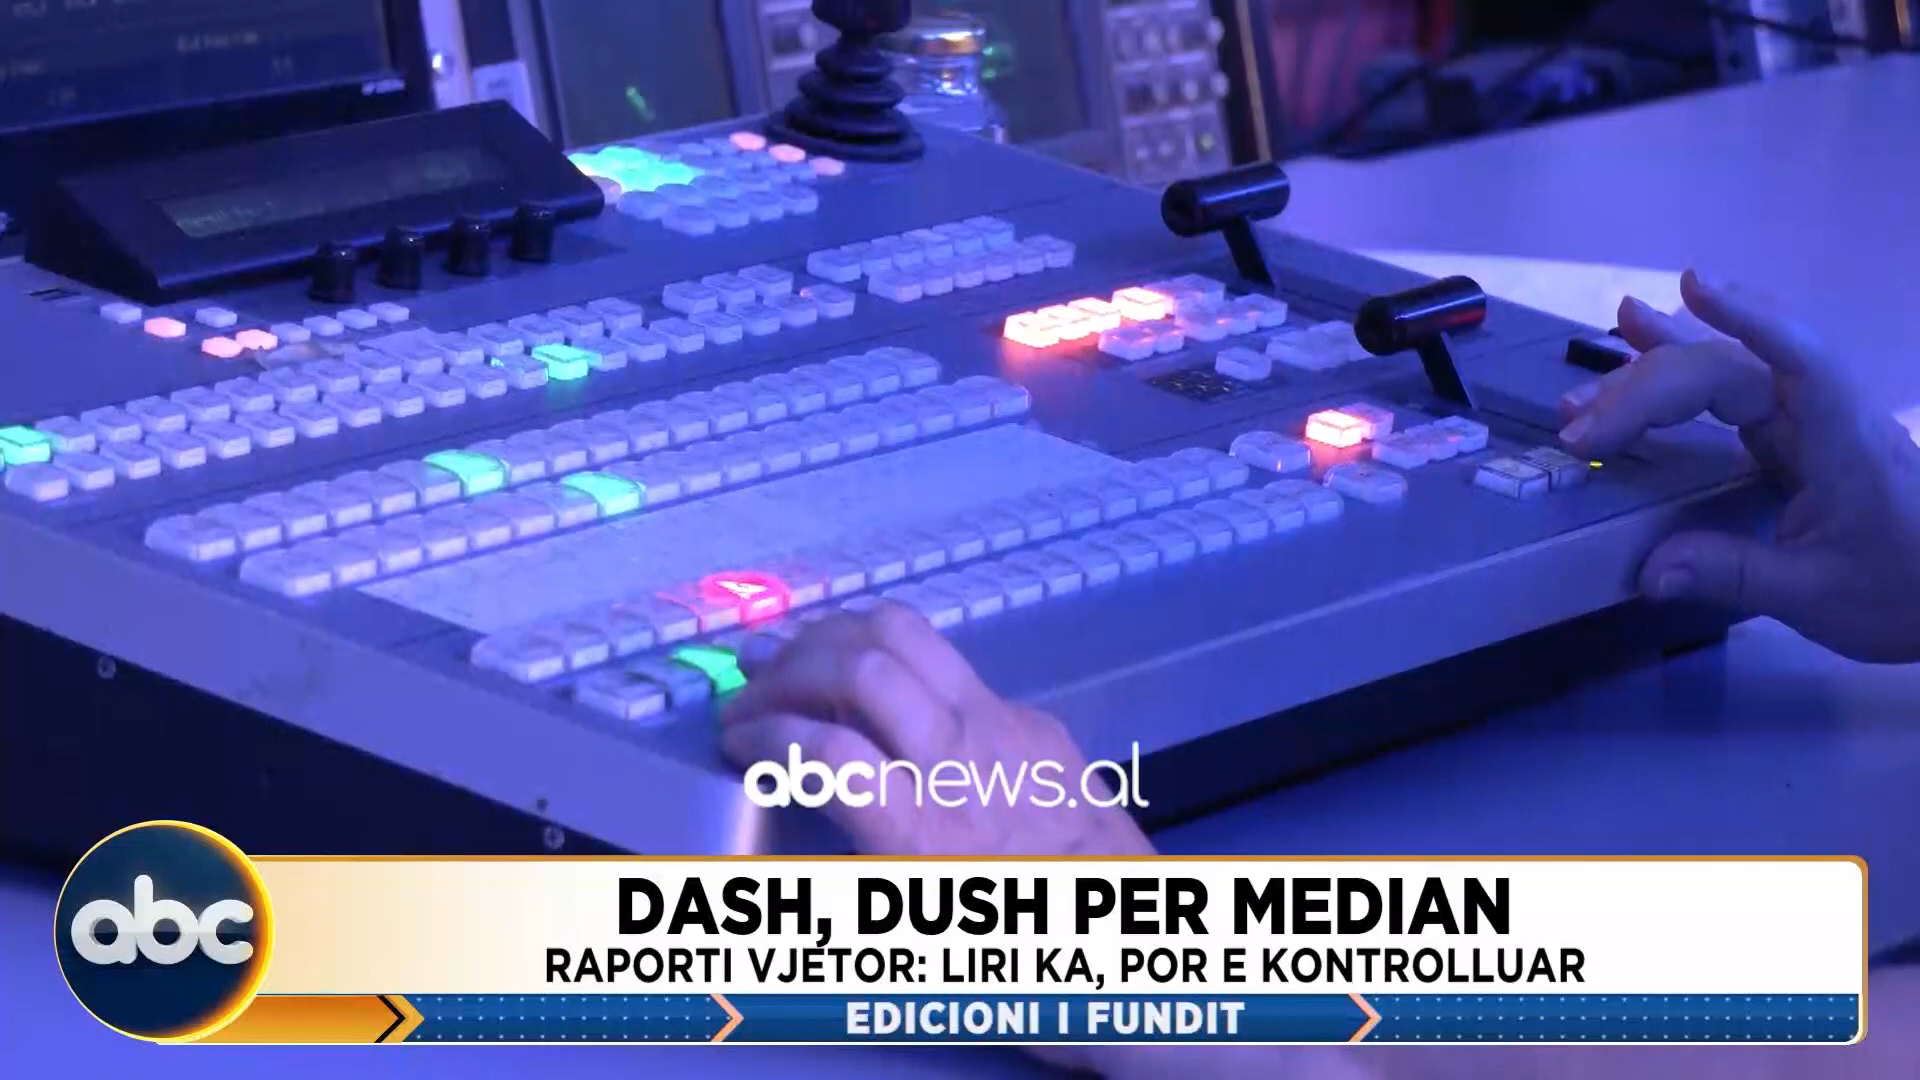 abcnews.al
abc
DASH, DUSH PER MEDIAN
RAPORTI VJETOR: LIRI KA, POR E KONTROLLUAR
EDICIONI I FUNDIT